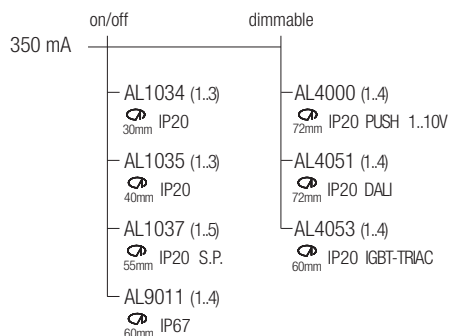 on/off dimmable
350 mA
AL1034 (1..3)
30mm IP20
AL1035 (1..3)
40mm IP20
AL1037 (1..5)
55mm IP20 S.P.
AL9011 (1..4)
60mm IP67
AL4000 (1..4)
72mm IP20 PUSH 1..10V
AL4051 (1..4)
72mm IP20 DALI
AL4053 (1..4)
60mm IP20 IGBT-TRIAC